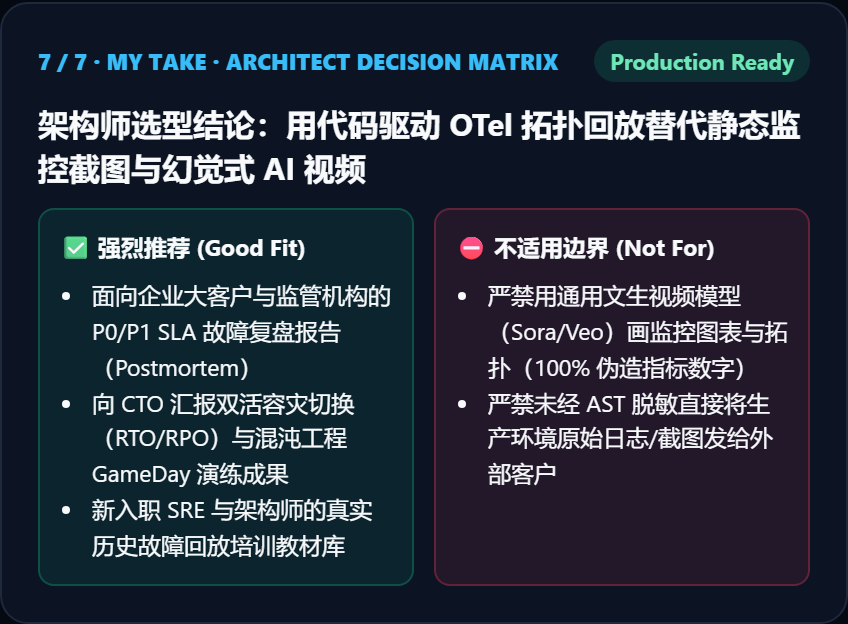 7 / 7 · MY TAKE · ARCHITECT DECISION MATRIX
Production Ready
架构师选型结论：用代码驱动 OTel 拓扑回放替代静态监
控截图与幻觉式 AI 视频
✅ 强烈推荐 (Good Fit)
• 面向企业大客户与监管机构的
P0/P1 SLA 故障复盘报告
（Postmortem）
• 向 CTO 汇报双活容灾切换
（RTO/RPO）与混沌工程
GameDay 演练成果
• 新入职 SRE 与架构师的真实
历史故障回放培训教材库
⛔ 不适用边界 (Not For)
• 严禁用通用文生视频模型
（Sora/Veo）画监控图表与拓
扑（100% 伪造指标数字）
• 严禁未经 AST 脱敏直接将生
产环境原始日志/截图发给外
部客户